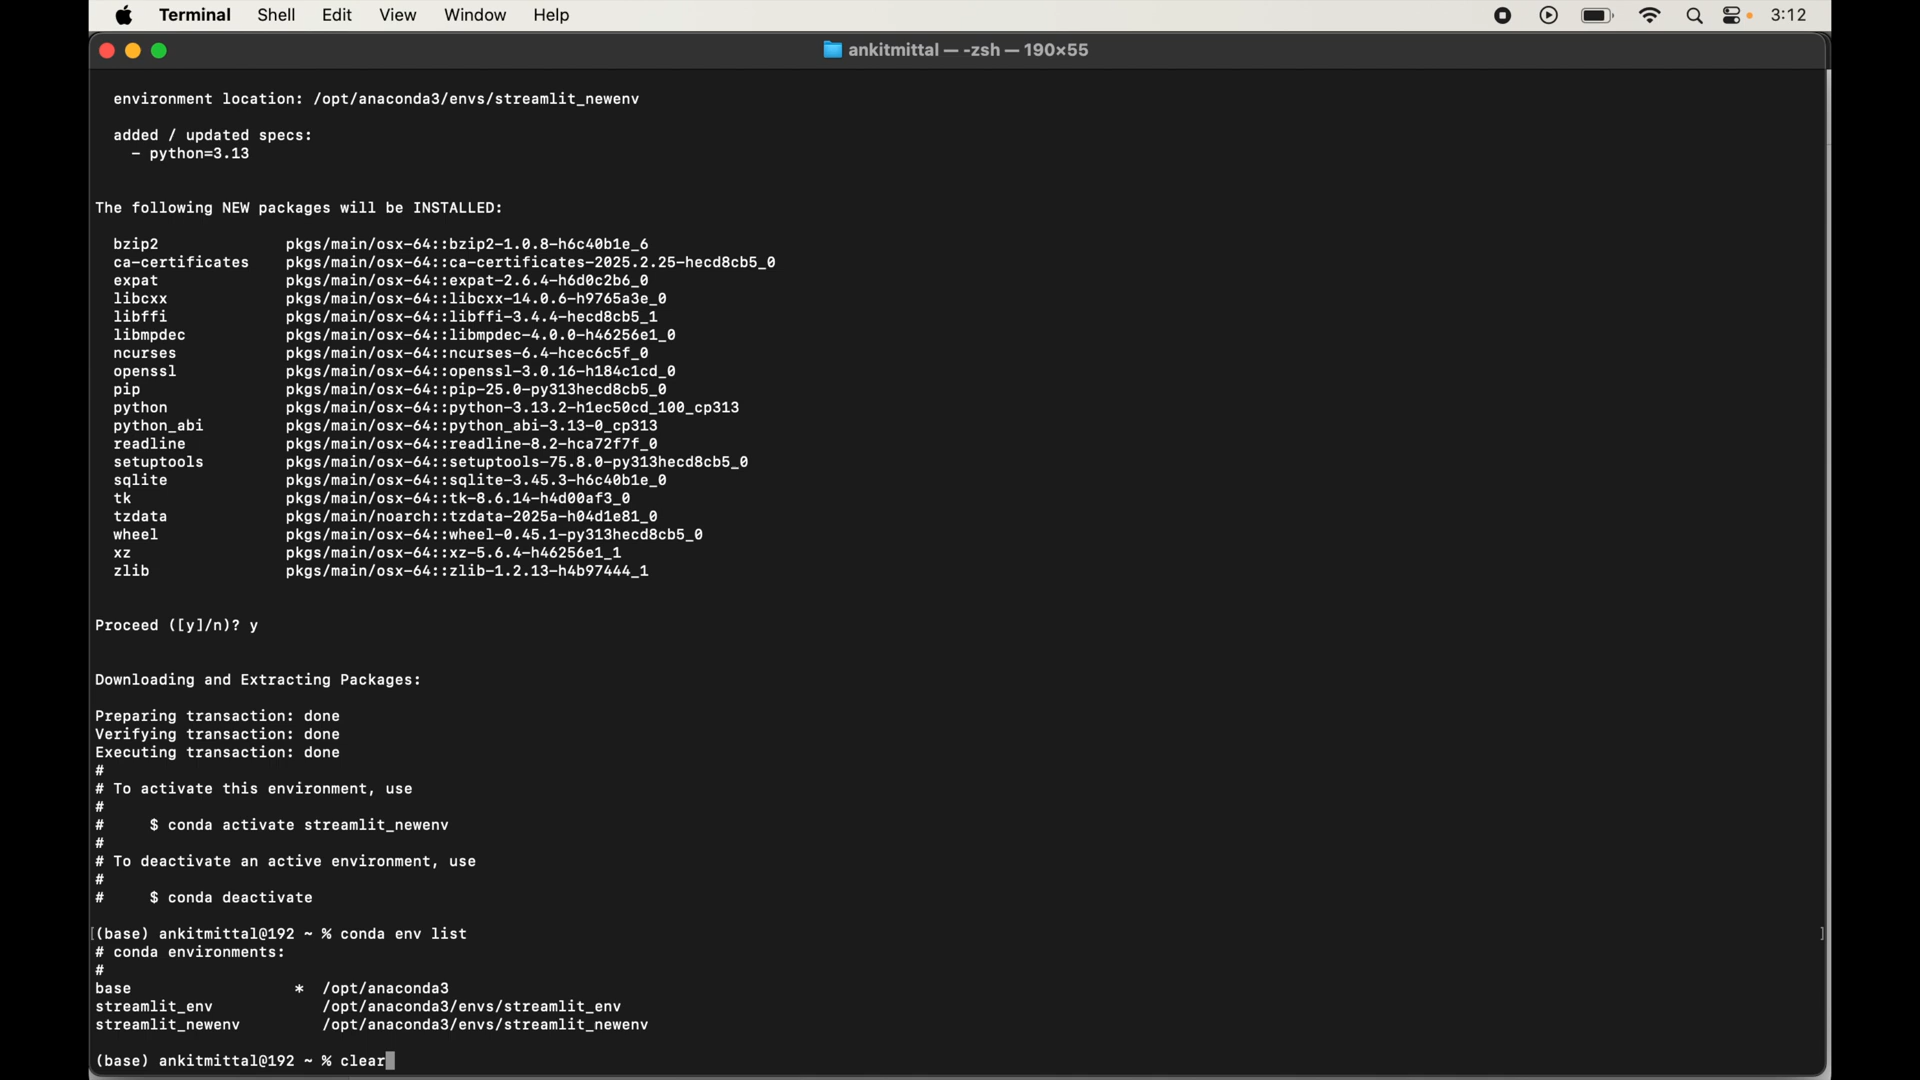 Terminal Shell Edit View Window Help 3:12
ankitmittal — -zsh — 190×55
environment location: /opt/anaconda3/envs/streamlit_newenv
added / updated specs:
- python=3.13
The following NEW packages will be INSTALLED:
bzip2 pkgs/main/osx-64::bzip2-1.0.8-h6c40b1e_6
ca-certificates pkgs/main/osx-64::ca-certificates-2025.2.25-hecd8cb5_0
expat pkgs/main/osx-64::expat-2.6.4-h6d0c2b6_0
libcxx pkgs/main/osx-64::libcxx-14.0.6-h9765a3e_0
libffi pkgs/main/osx-64::libffi-3.4.4-hecd8cb5_1
libmpdec pkgs/main/osx-64::libmpdec-4.0.0-h46256e1_0
ncurses pkgs/main/osx-64::ncurses-6.4-hcec6c5f_0
openssl pkgs/main/osx-64::openssl-3.0.16-h184c1cd_0
pip pkgs/main/osx-64::pip-25.0-py313hecd8cb5_0
python pkgs/main/osx-64::python-3.13.2-h1ec50cd_100_cp313
python_abi pkgs/main/osx-64::python_abi-3.13-0_cp313
readline pkgs/main/osx-64::readline-8.2-hca72f7f_0
setuptools pkgs/main/osx-64::setuptools-75.8.0-py313hecd8cb5_0
sqlite pkgs/main/osx-64::sqlite-3.45.3-h6c40b1e_0
tk pkgs/main/osx-64::tk-8.6.14-h4d00af3_0
tzdata pkgs/main/noarch::tzdata-2025a-h04d1e81_0
wheel pkgs/main/osx-64::wheel-0.45.1-py313hecd8cb5_0
xz pkgs/main/osx-64::xz-5.6.4-h46256e1_1
zlib pkgs/main/osx-64::zlib-1.2.13-h4b97444_1
Proceed ([y]/n)? y
Downloading and Extracting Packages:
Preparing transaction: done
Verifying transaction: done
Executing transaction: done
#
# To activate this environment, use
#
# $ conda activate streamlit_newenv
#
# To deactivate an active environment, use
#
# $ conda deactivate
[(base) ankitmittal@192 ~ % conda env list ]
# conda environments:
#
base * /opt/anaconda3
streamlit_env /opt/anaconda3/envs/streamlit_env
streamlit_newenv /opt/anaconda3/envs/streamlit_newenv
(base) ankitmittal@192 ~ % clear